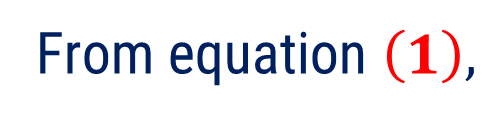 From equation (1),